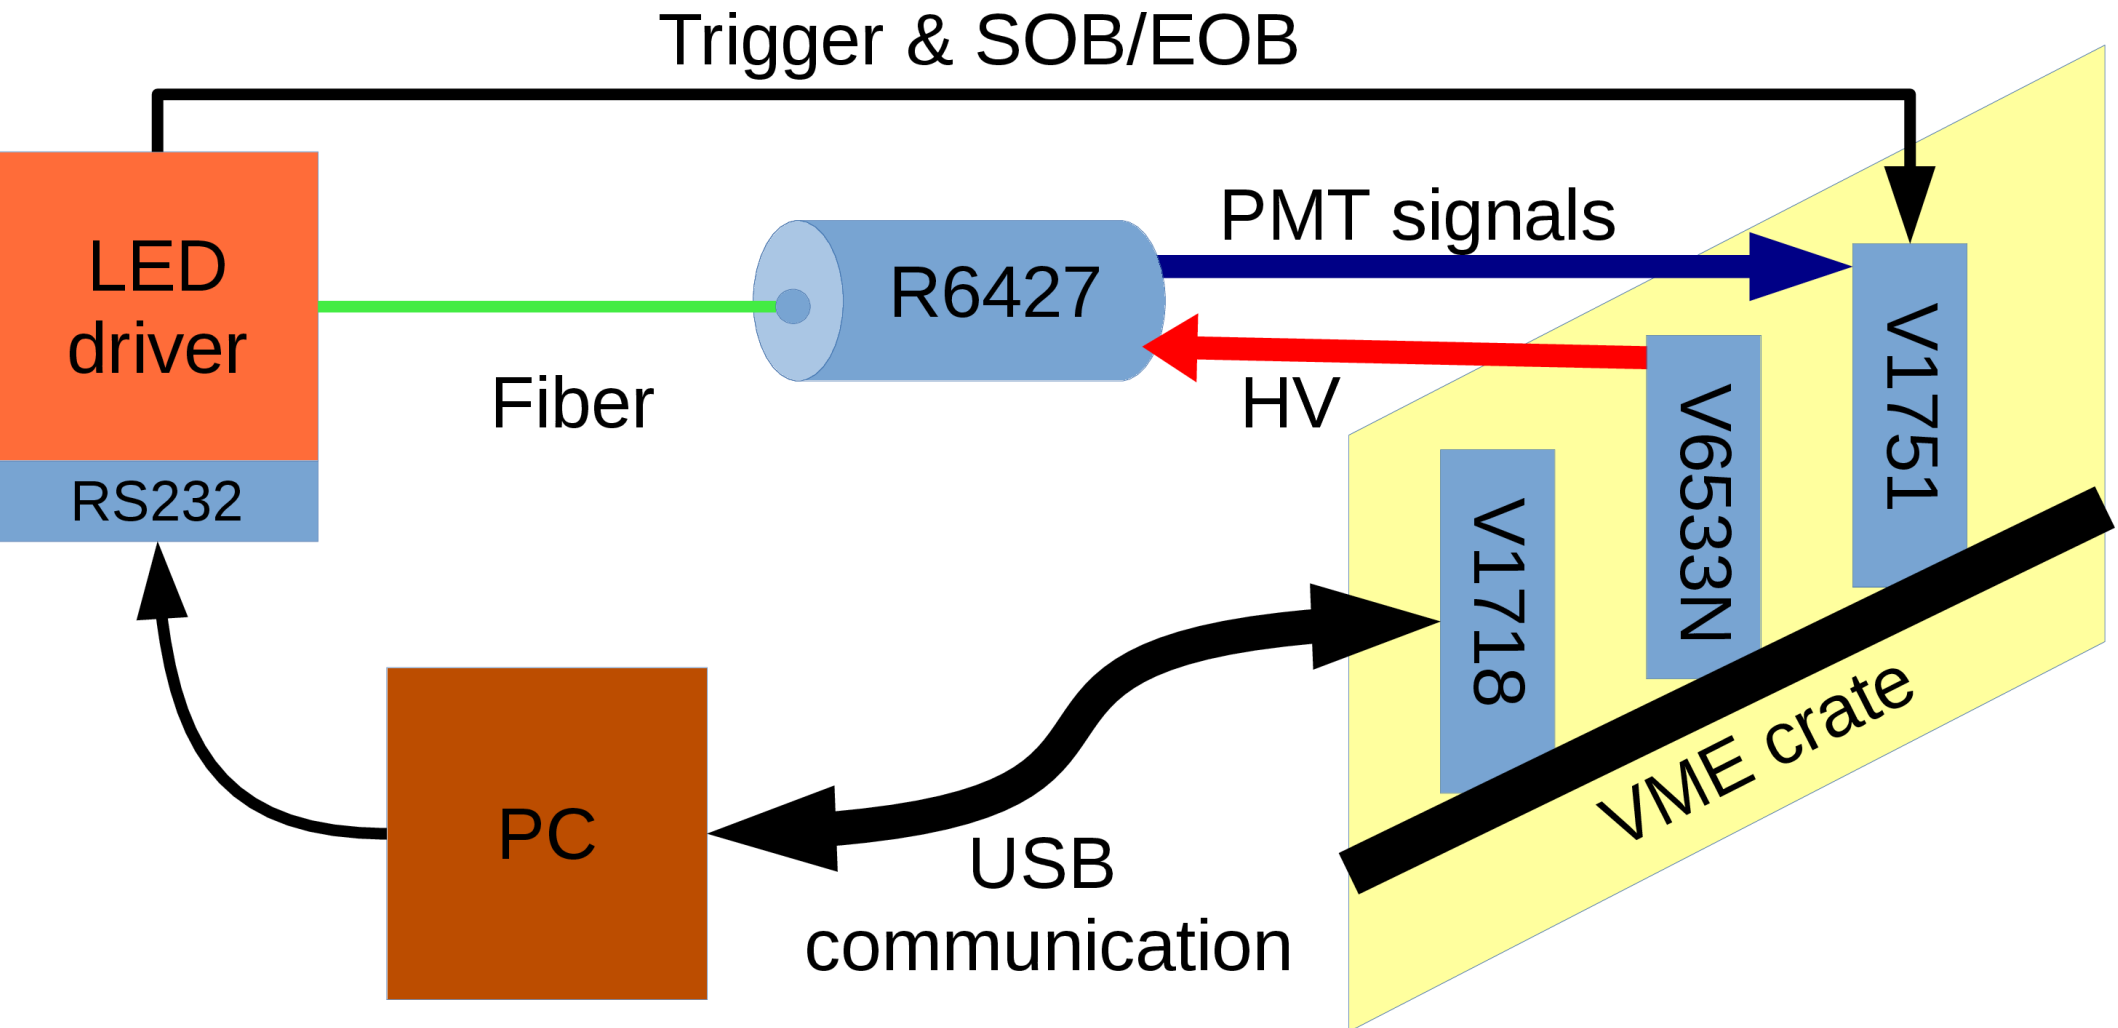 Trigger & SOB/EOB
PMT signals
LED
driver
R6427
V1751
Fiber
HV
V6533N
RS232
V1718
VME crate
PC
USB
communication